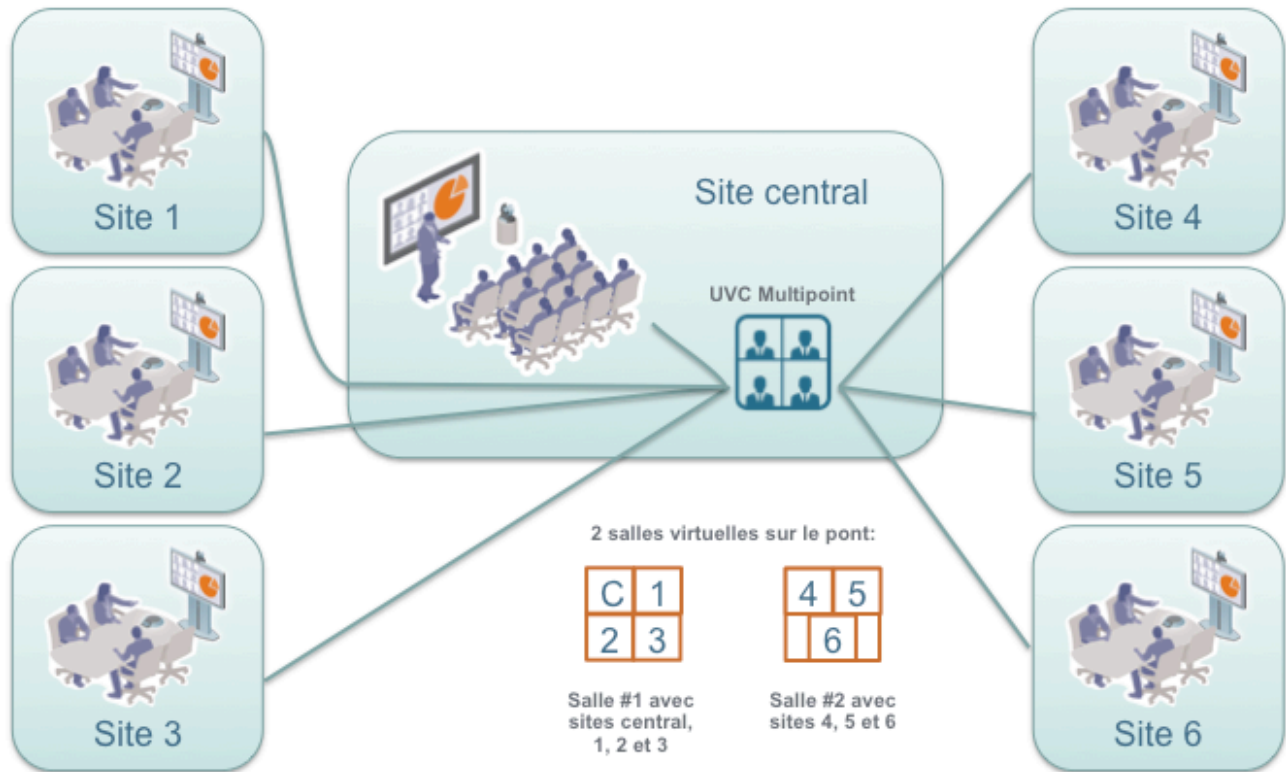 Site 1
Site 2
Site 3
Site central
UVC Multipoint
2 salles virtuelles sur le pont:
C 1
2 3
Salle #1 avec
sites central,
1, 2 et 3
4 5
6
Salle #2 avec
sites 4, 5 et 6
Site 4
Site 5
Site 6